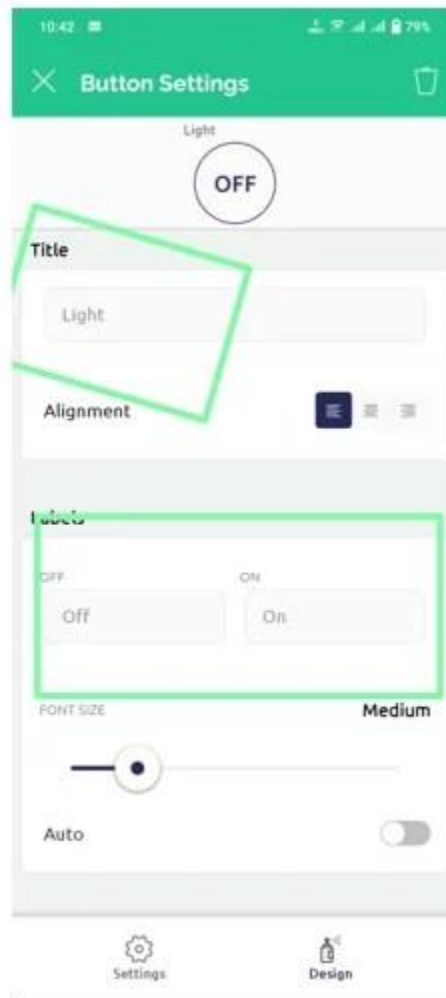 10:42 79%
Button Settings
Light
OFF
Title
Light
Alignment
Labels
OFF ON
Off On
FONT SIZE Medium
Auto
Settings Design